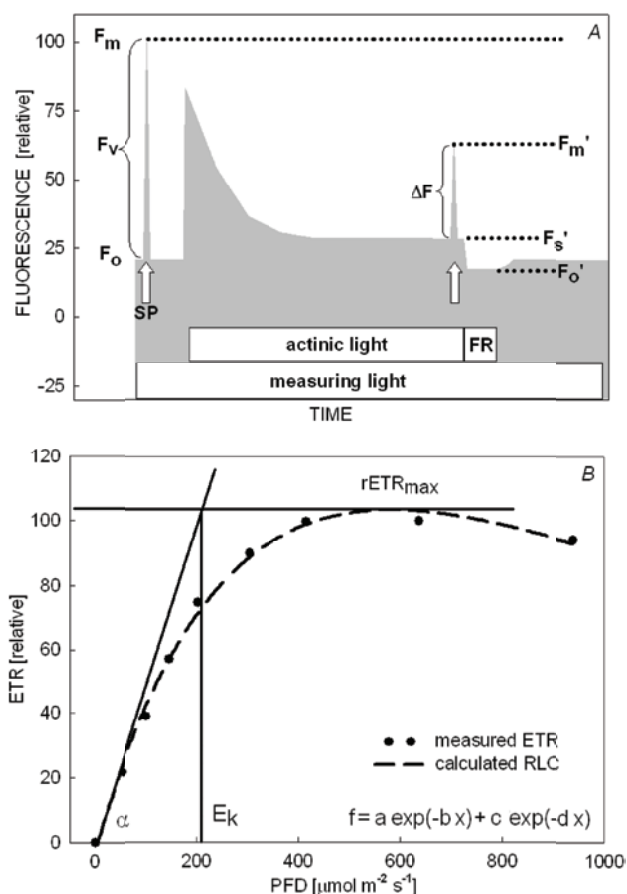 A
FLUORESCENCE [relative]
100
75
50
25
0
-25
Fm
Fv
Fo
SP
ΔF
Fm'
Fs'
Fo'
actinic light
FR
measuring light
TIME
B
ETR [relative]
120
100
80
60
40
20
0
rETRmax
α
Ek
measured ETR
calculated RLC
f = a exp(-b x) + c exp(-d x)
0
200
400
600
800
1000
PFD [μmol m-2 s-1]